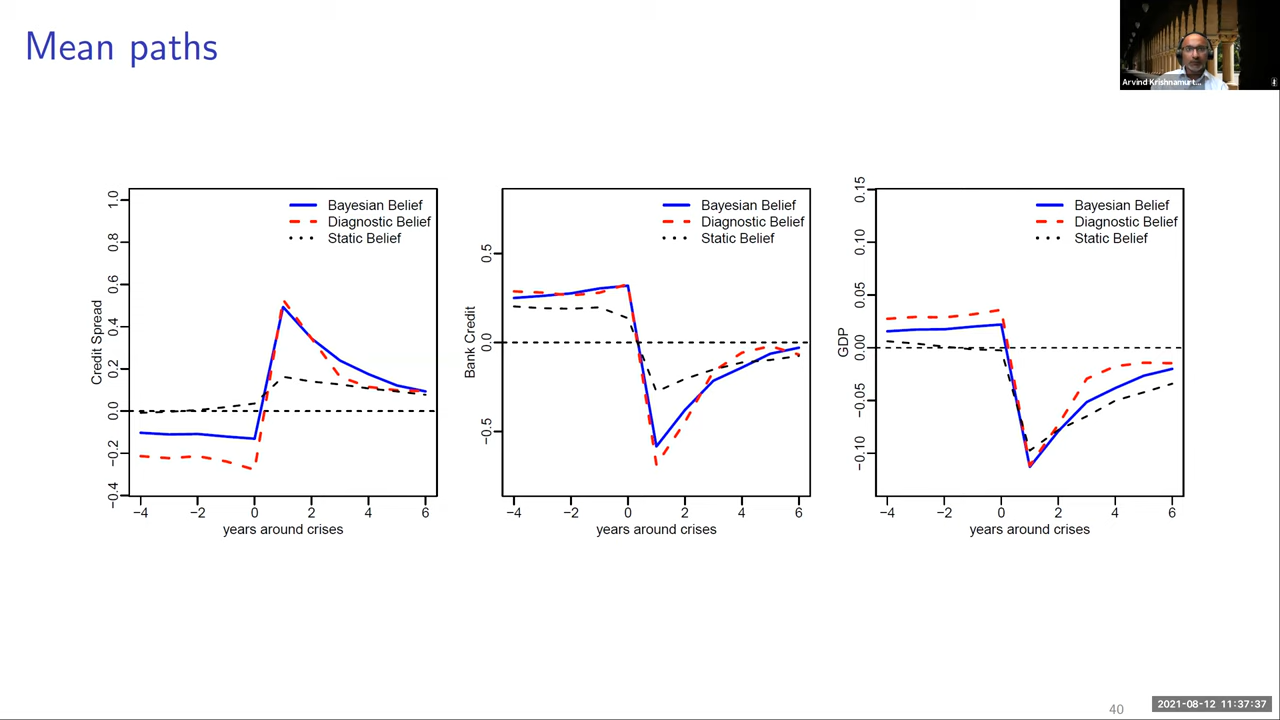 Mean paths
Arvind Krishnamurt...
Credit Spread
−0.4 −0.2 0.0 0.2 0.4 0.6 0.8 1.0
Bayesian Belief
Diagnostic Belief
Static Belief
−4 −2 0 2 4 6
years around crises
Bank Credit
−0.5 0.0 0.5
Bayesian Belief
Diagnostic Belief
Static Belief
−4 −2 0 2 4 6
years around crises
GDP
−0.10 −0.05 0.00 0.05 0.10 0.15
Bayesian Belief
Diagnostic Belief
Static Belief
−4 −2 0 2 4 6
years around crises
40
2021-08-12 11:37:37